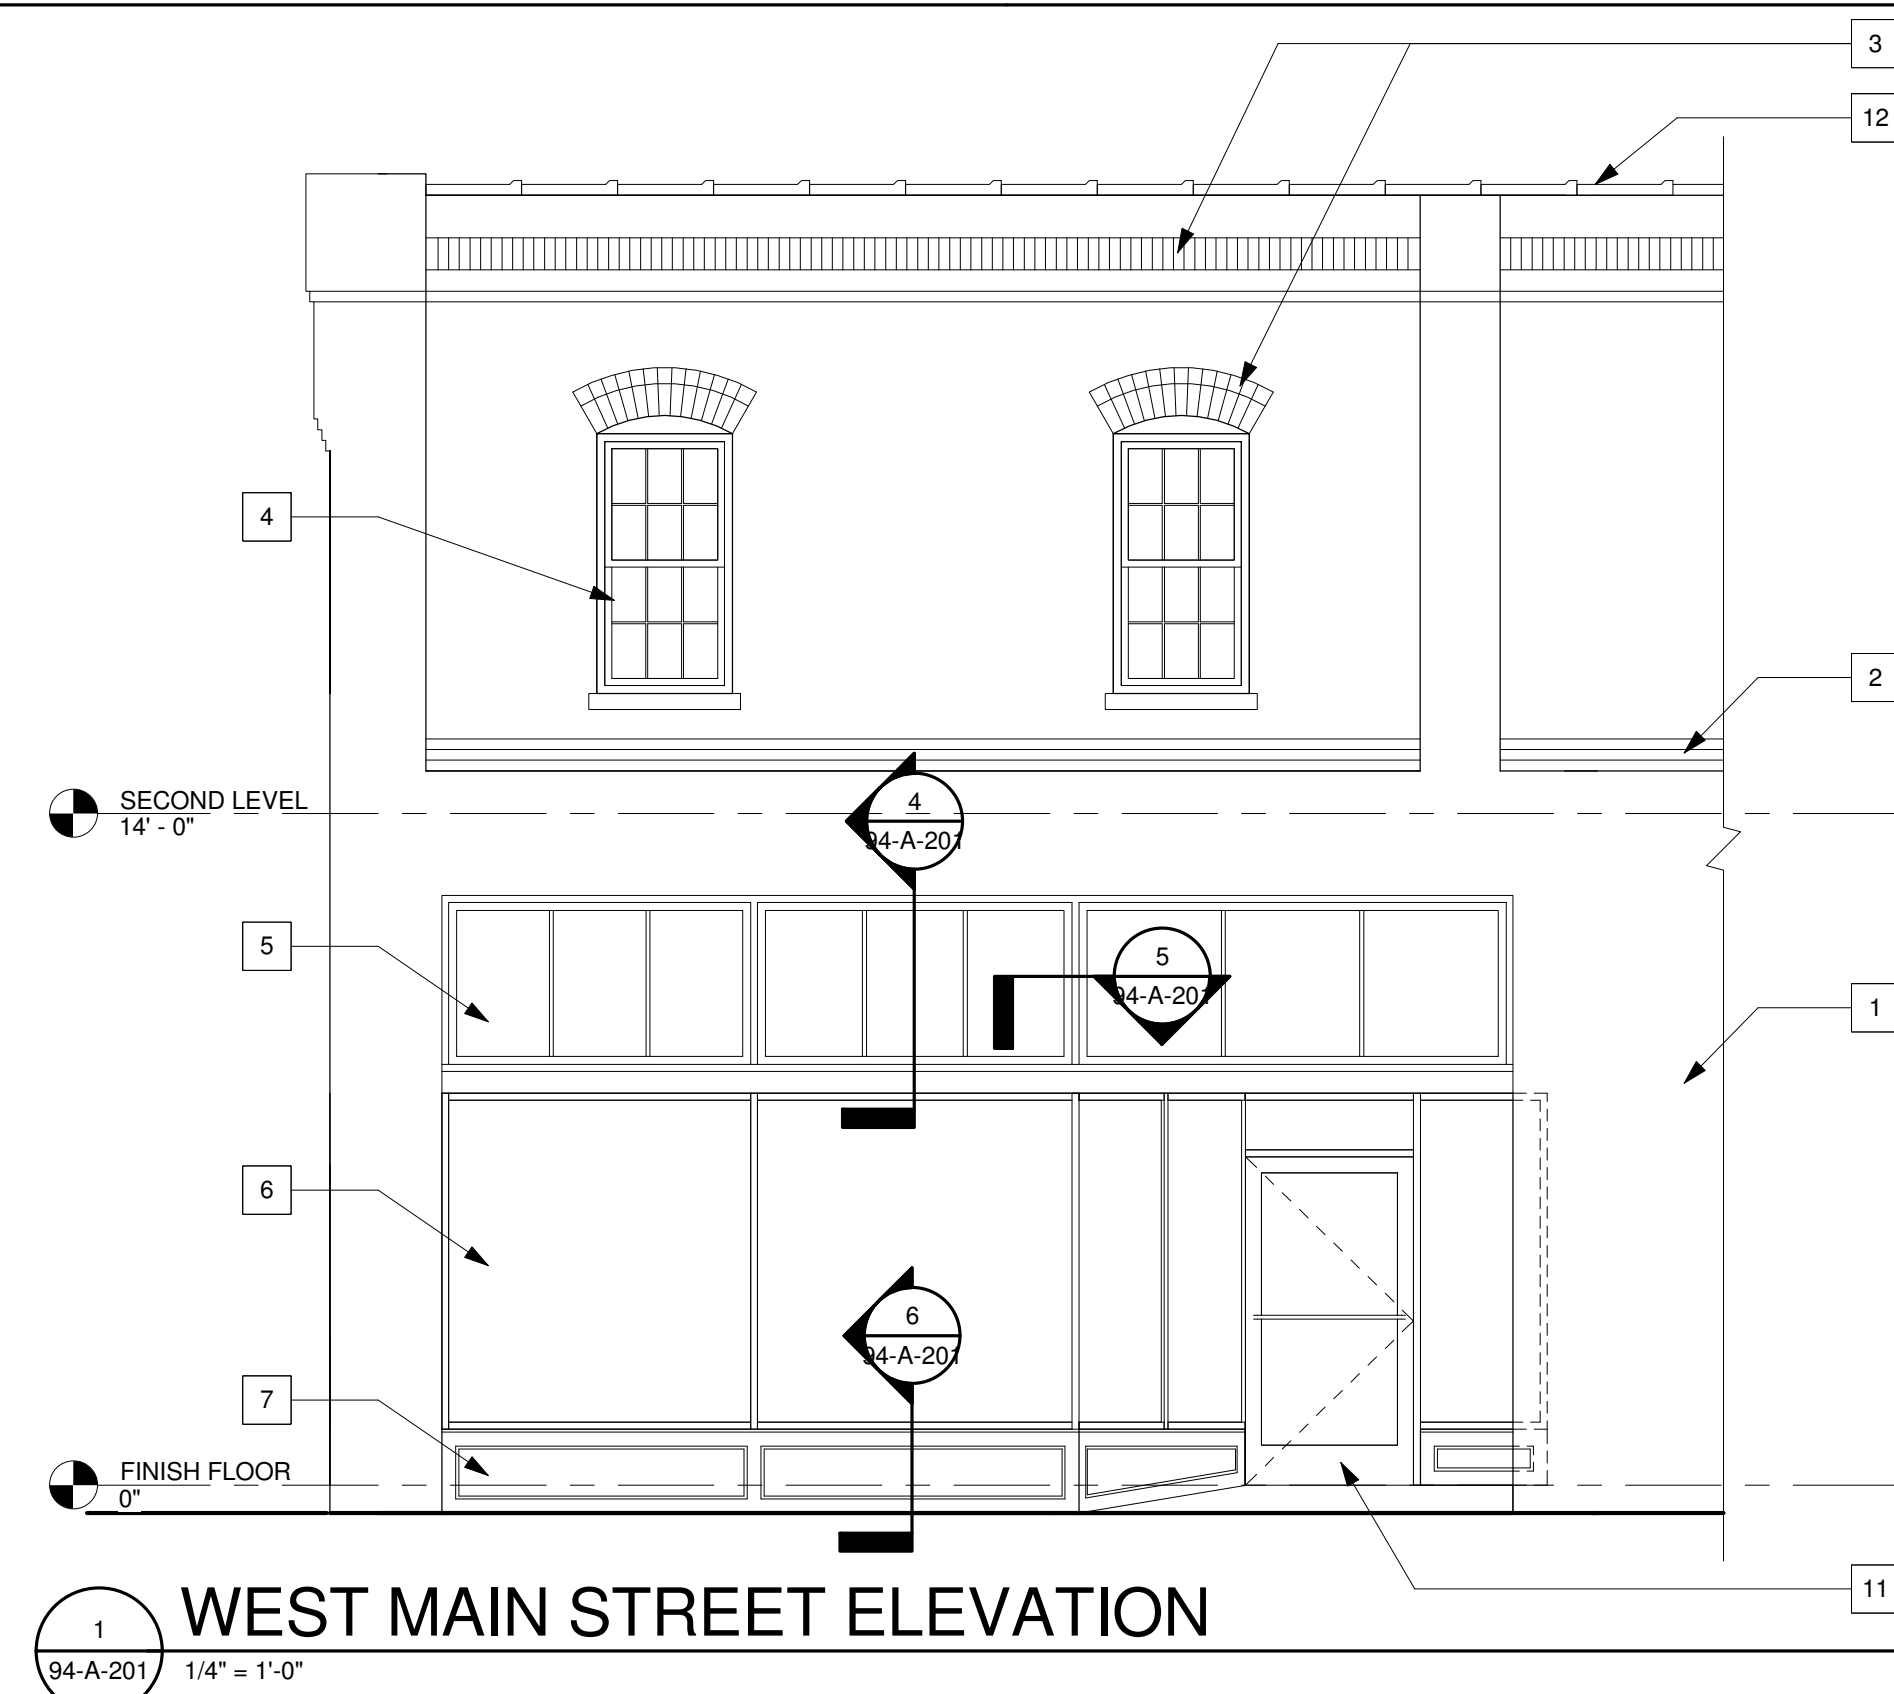 3
12
4
2
SECOND LEVEL
14' - 0"
4
94-A-201
5
5
94-A-201
1
6
6
94-A-201
7
FINISH FLOOR
0"
11
WEST MAIN STREET ELEVATION
1
94-A-201
1/4" = 1'-0"